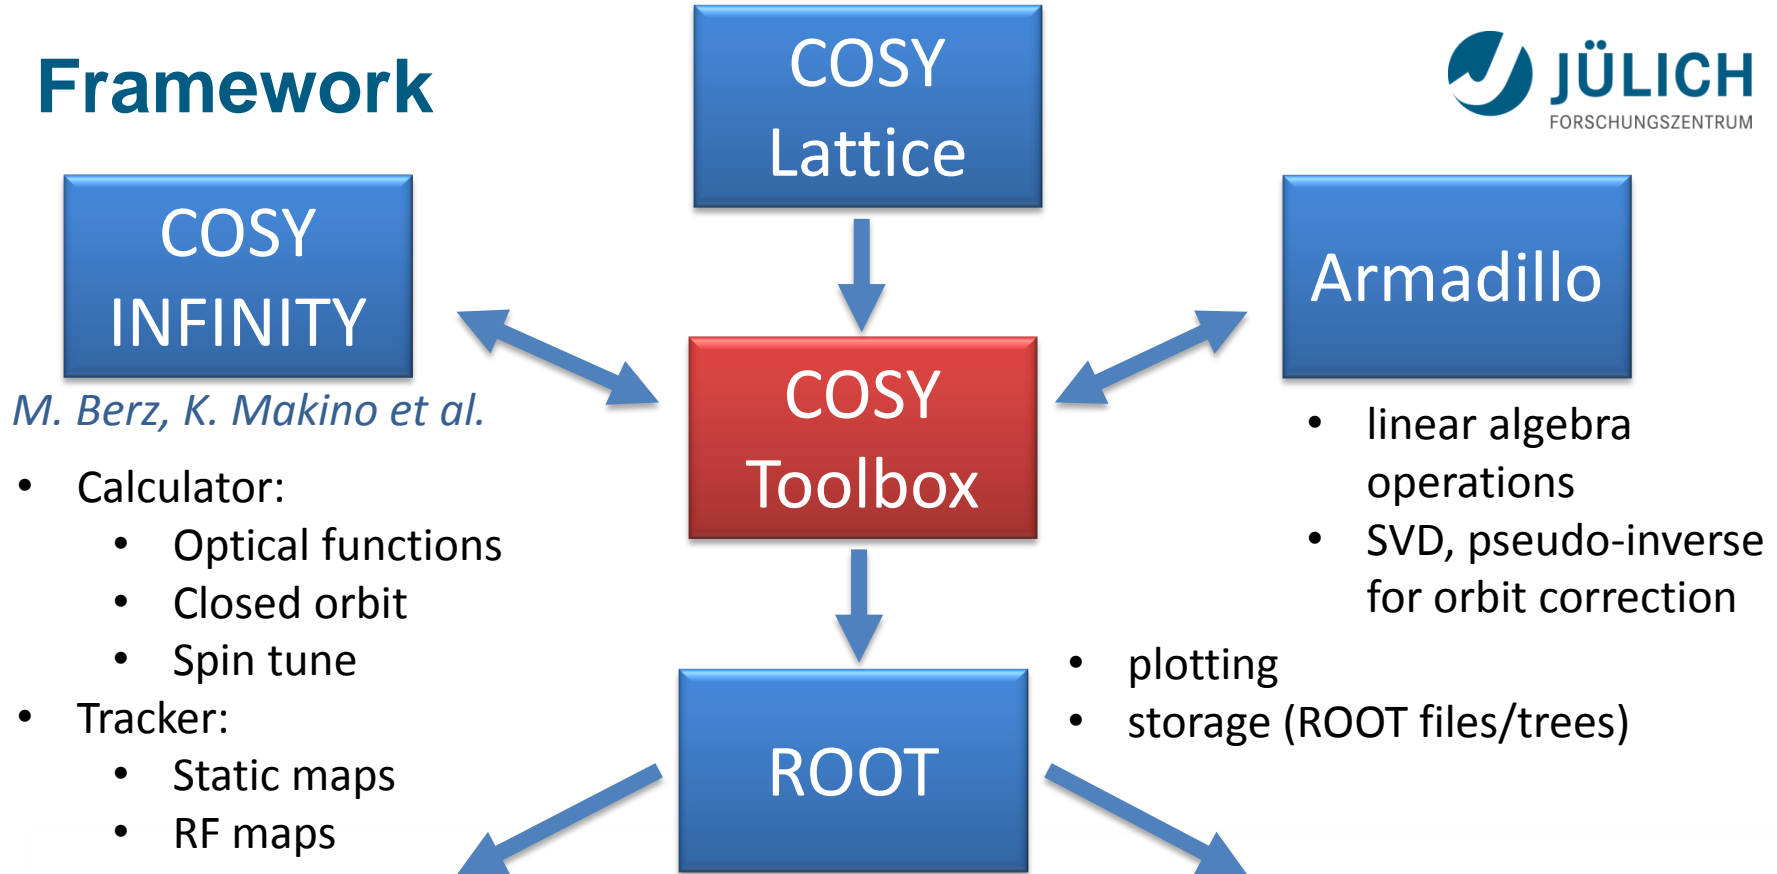 Framework
COSY
Lattice
JÜLICH
FORSCHUNGSZENTRUM
COSY
INFINITY
M. Berz, K. Makino et al.
• Calculator:
• Optical functions
• Closed orbit
• Spin tune
• Tracker:
• Static maps
• RF maps
COSY
Toolbox
Armadillo
• linear algebra
operations
• SVD, pseudo-inverse
for orbit correction
ROOT
• plotting
• storage (ROOT files/trees)